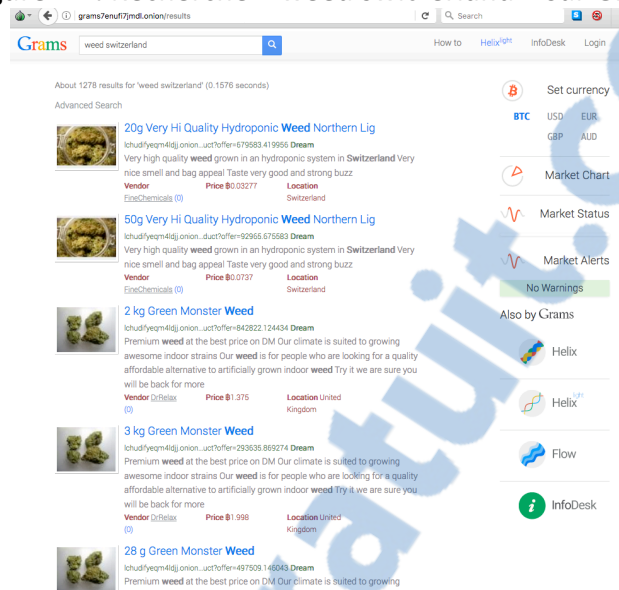 grams7enufi7jmdl.onion/results
Search
Grams
weed switzerland
How to
Helixlight
InfoDesk
Login
About 1278 results for 'weed switzerland' (0.1576 seconds)
Advanced Search
20g Very Hi Quality Hydroponic Weed Northern Lig
lchudifyeqm4ldjj.onion...uct?offer=679583.419956 Dream
Very high quality weed grown in an hydroponic system in Switzerland Very
nice smell and bag appeal Taste very good and strong buzz
Vendor Price ฿0.03277 Location
FineChemicals (0) Switzerland
50g Very Hi Quality Hydroponic Weed Northern Lig
lchudifyeqm4ldjj.onion...duct?offer=92955.675583 Dream
Very high quality weed grown in an hydroponic system in Switzerland Very
nice smell and bag appeal Taste very good and strong buzz
Vendor Price ฿0.0737 Location
FineChemicals (0) Switzerland
2 kg Green Monster Weed
lchudifyeqm4ldjj.onion...uct?offer=842822.124434 Dream
Premium weed at the best price on DM Our climate is suited to growing
awesome indoor strains Our weed is for people who are looking for a quality
affordable alternative to artificially grown indoor weed Try it we are sure you
will be back for more
Vendor DrRelax Price ฿1.375 Location United
(0) Kingdom
3 kg Green Monster Weed
lchudifyeqm4ldjj.onion...uct?offer=293635.869274 Dream
Premium weed at the best price on DM Our climate is suited to growing
awesome indoor strains Our weed is for people who are looking for a quality
affordable alternative to artificially grown indoor weed Try it we are sure you
will be back for more
Vendor DrRelax Price ฿1.998 Location United
(0) Kingdom
28 g Green Monster Weed
lchudifyeqm4ldjj.onion...uct?offer=497509.146043 Dream
Premium weed at the best price on DM Our climate is suited to growing
Set currency
BTC USD EUR
GBP AUD
Market Chart
Market Status
Market Alerts
No Warnings
Also by Grams
Helix
Helixlight
Flow
InfoDesk